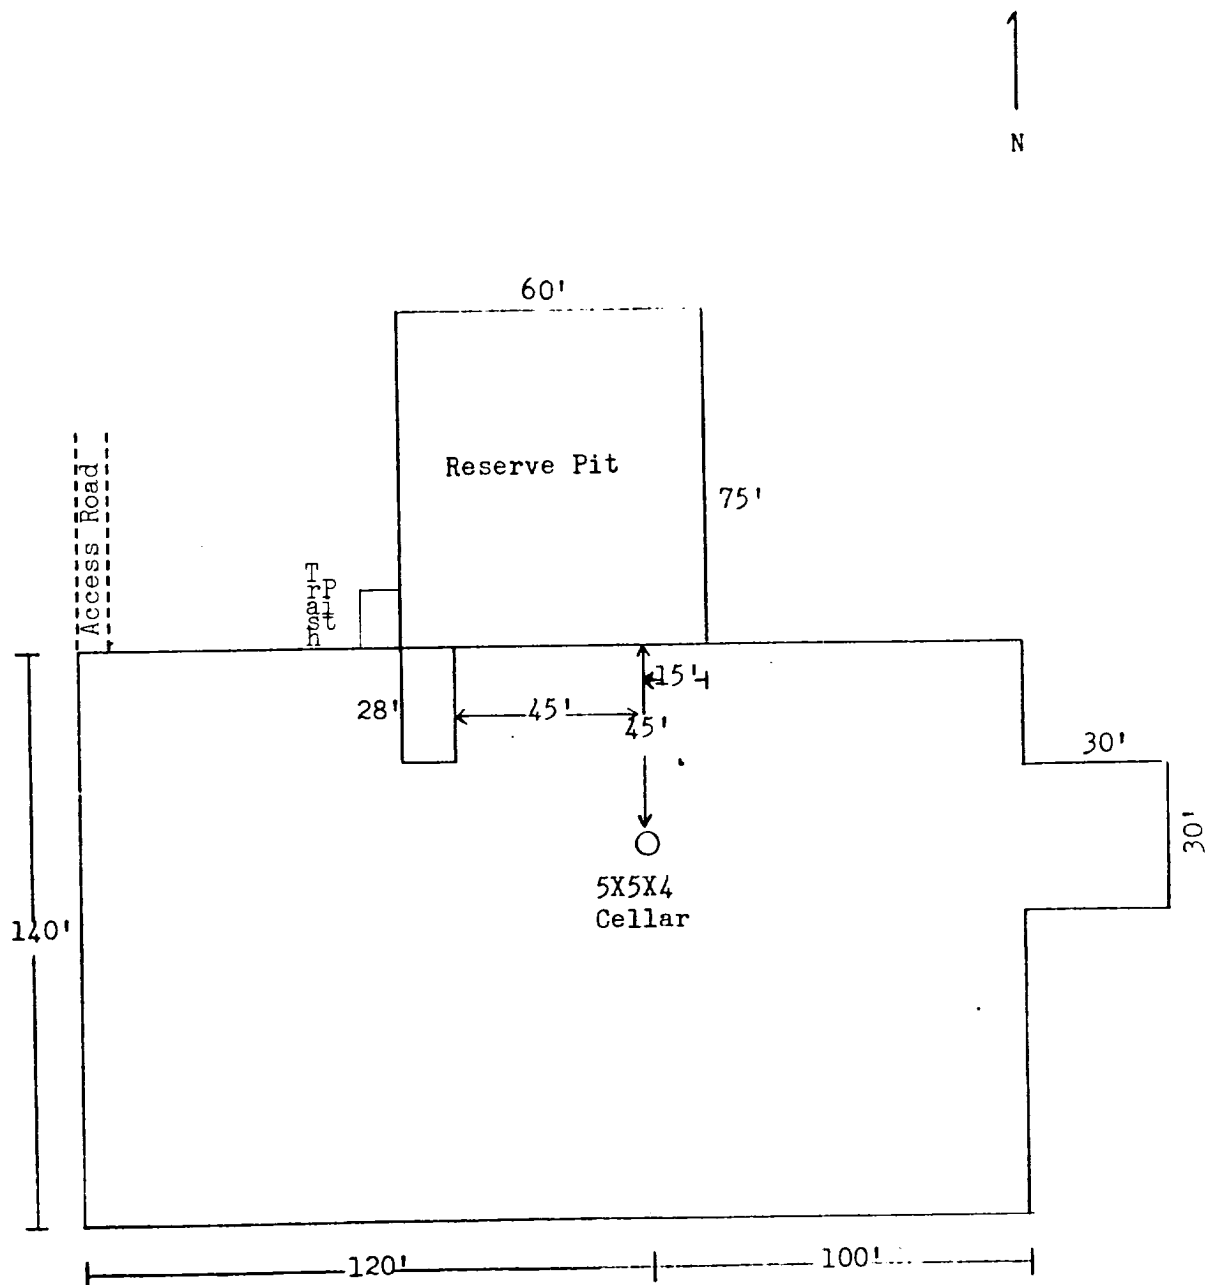 N
60'
Reserve Pit
75'
Access Road
Trash
Pit
15'
28'
45'
45'
30'
30'
5X5X4
Cellar
140'
120'
100'